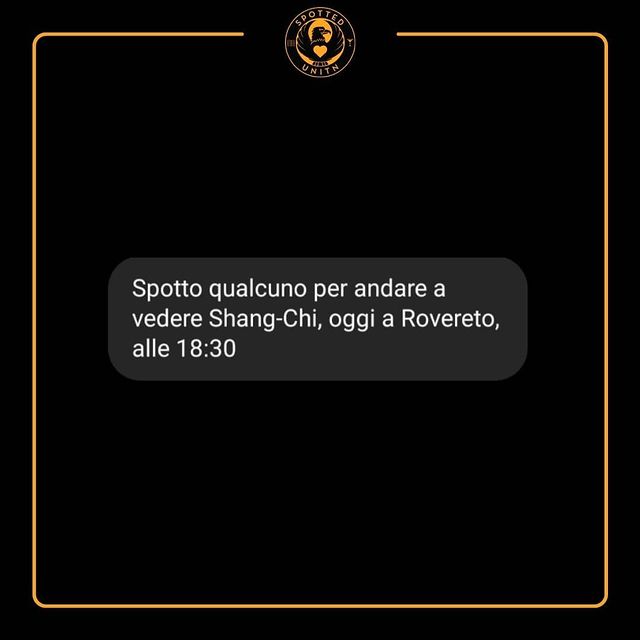 SPOTTED
UNITN
Spotto qualcuno per andare a
vedere Shang-Chi, oggi a Rovereto,
alle 18:30